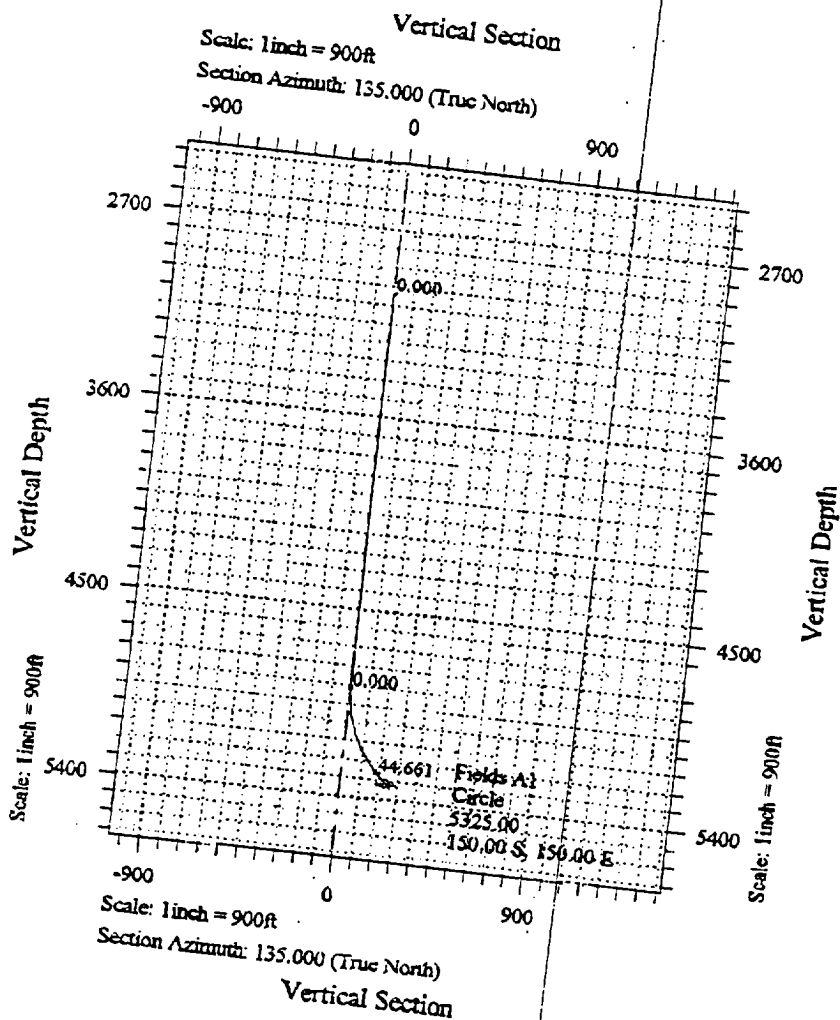 Vertical Section
Scale: 1inch = 900ft
Section Azimuth: 135.000 (True North)
-900
0
900
2700
2700
0.000
3600
3600
Vertical Depth
Vertical Depth
4500
4500
0.000
Scale: 1inch = 900ft
Scale: 1inch = 900ft
5400
5400
44.661
Fields A1
Circle
5325.00
150.00 S, 150.00 E
-900
0
900
Scale: 1inch = 900ft
Section Azimuth: 135.000 (True North)
Vertical Section